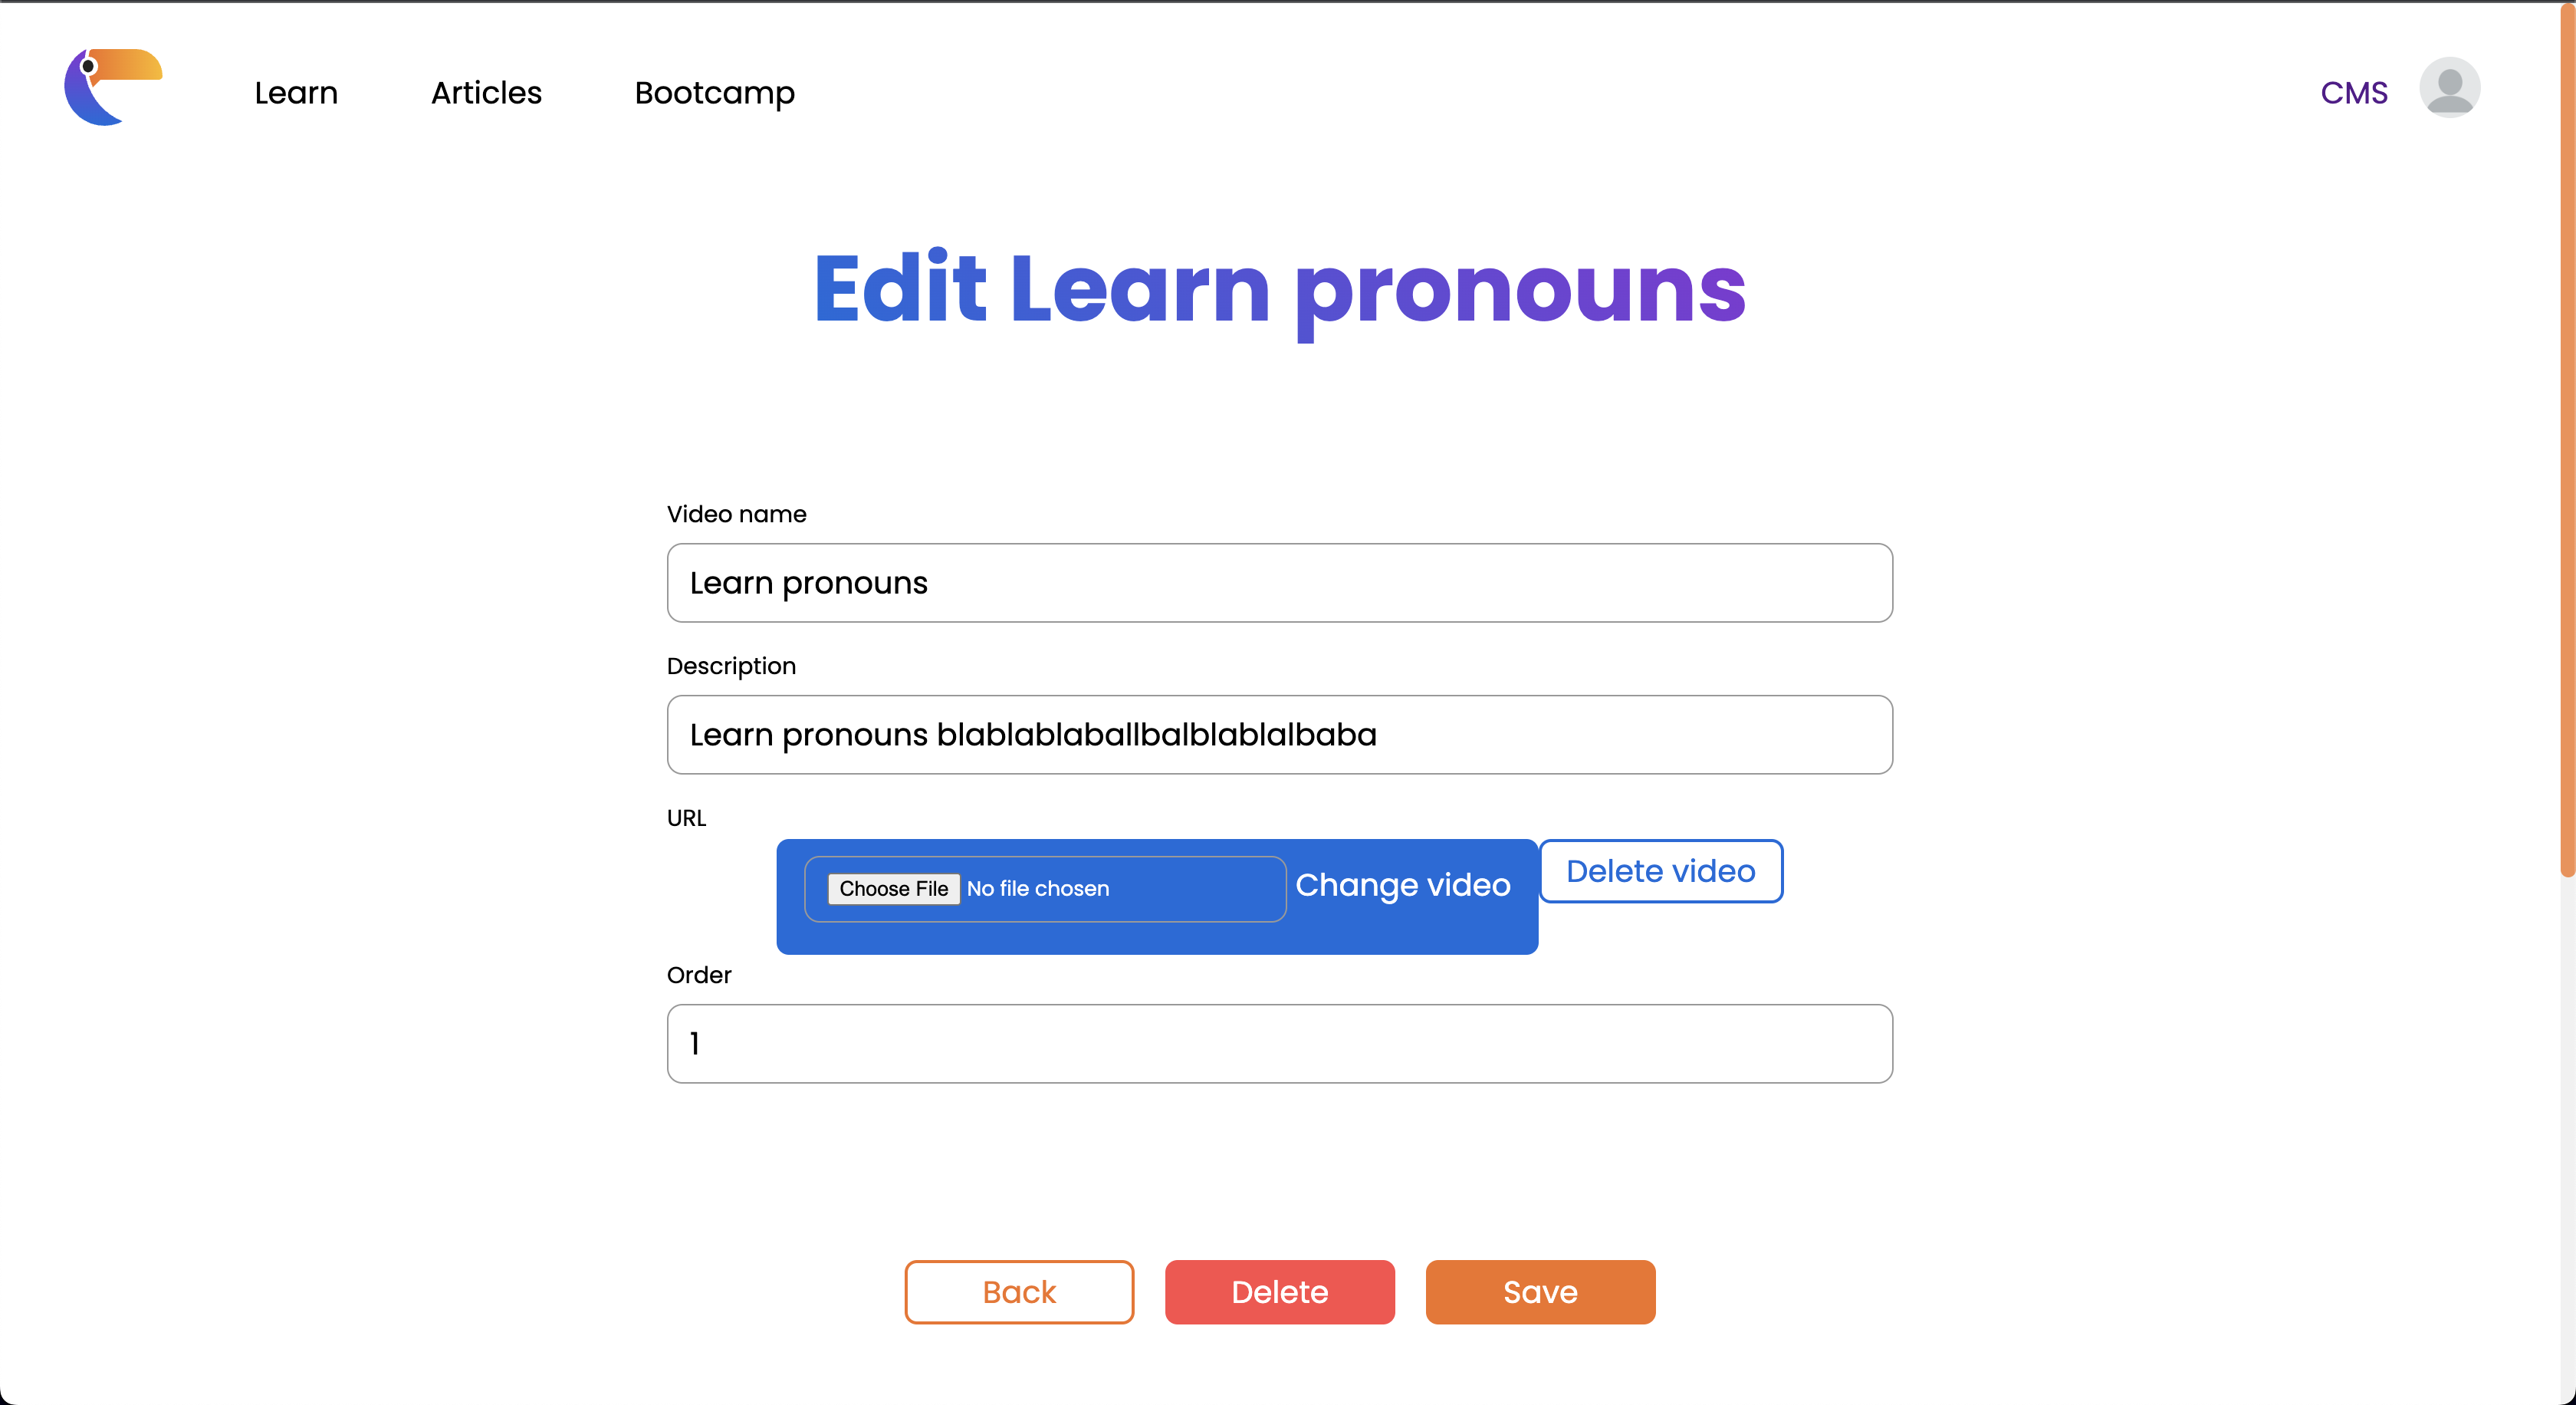 Learn Articles Bootcamp CMS
Edit Learn pronouns
Video name
Learn pronouns
Description
Learn pronouns blablablaballbalblablalbaba
URL
Choose File No file chosen Change video Delete video
Order
1
Back Delete Save